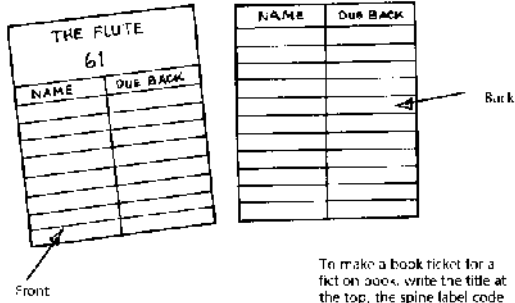 THE FLUTE
61
NAME DUE BACK
NAME DUE BACK
Back
Front
To make a book ticket for a
fiction book, write the title at
the top, the spine label code